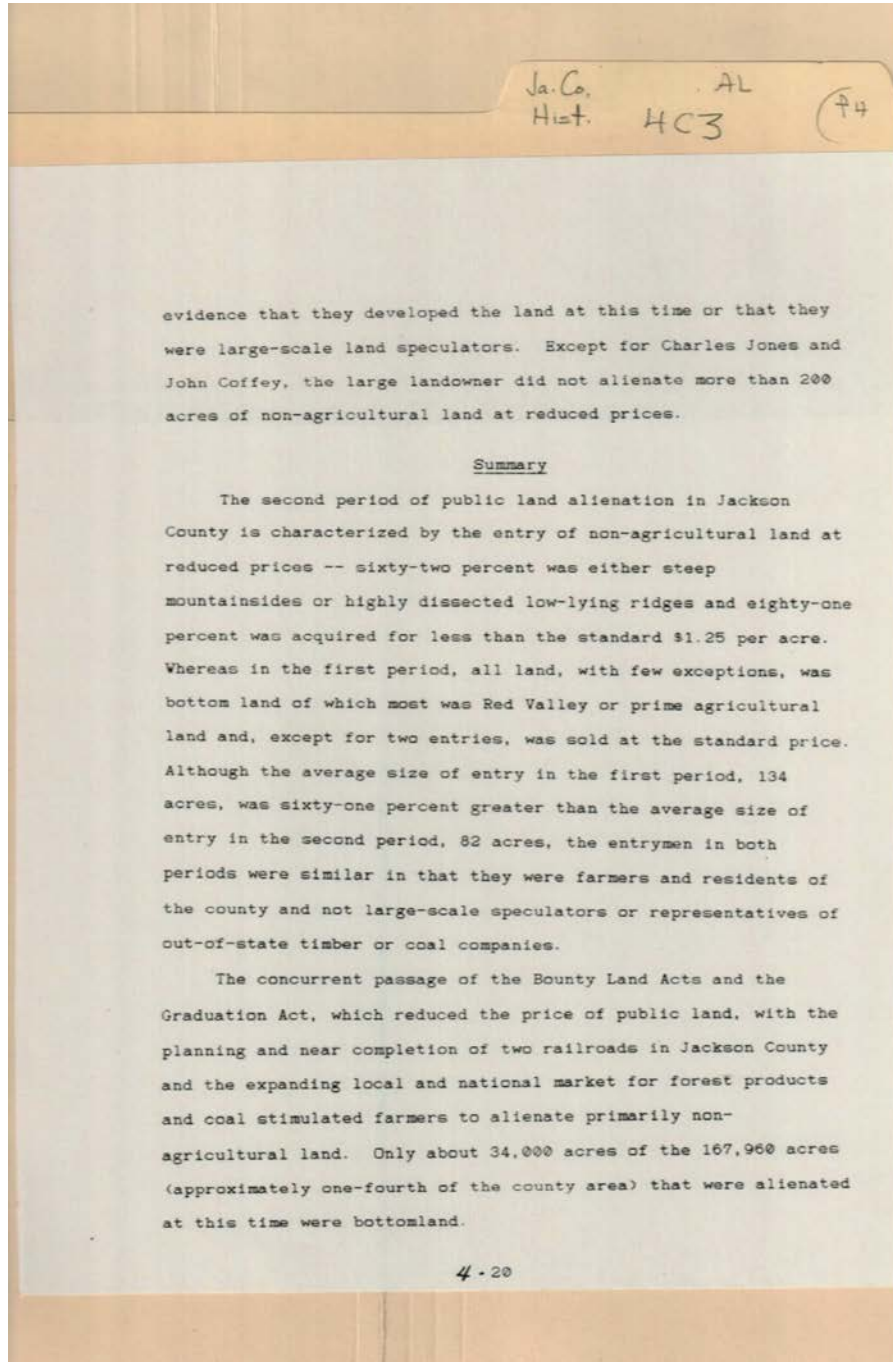 Ja. Co. AL
Hist. 4C3 P4
evidence that they developed the land at this time or that they
were large-scale land speculators. Except for Charles Jones and
John Coffey, the large landowner did not alienate more than 200
acres of non-agricultural land at reduced prices.
Summary
The second period of public land alienation in Jackson
County is characterized by the entry of non-agricultural land at
reduced prices -- sixty-two percent was either steep
mountainsides or highly dissected low-lying ridges and eighty-one
percent was acquired for less than the standard $1.25 per acre.
Whereas in the first period, all land, with few exceptions, was
bottom land of which most was Red Valley or prime agricultural
land and, except for two entries, was sold at the standard price.
Although the average size of entry in the first period, 134
acres, was sixty-one percent greater than the average size of
entry in the second period, 82 acres, the entrymen in both
periods were similar in that they were farmers and residents of
the county and not large-scale speculators or representatives of
out-of-state timber or coal companies.
The concurrent passage of the Bounty Land Acts and the
Graduation Act, which reduced the price of public land, with the
planning and near completion of two railroads in Jackson County
and the expanding local and national market for forest products
and coal stimulated farmers to alienate primarily non-
agricultural land. Only about 34,000 acres of the 167,960 acres
(approximately one-fourth of the county area) that were alienated
at this time were bottomland.
4 - 20